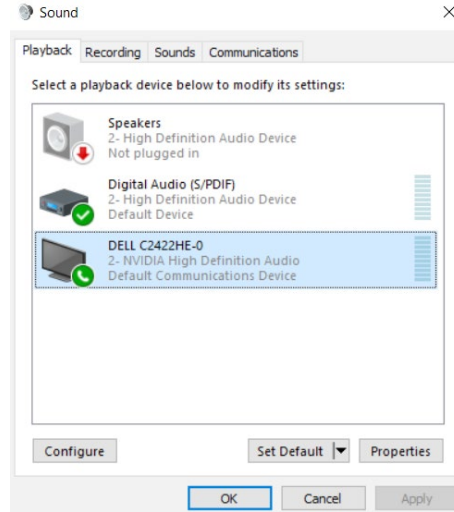 Sound
Playback Recording Sounds Communications
Select a playback device below to modify its settings:
Speakers
2- High Definition Audio Device
Not plugged in
Digital Audio (S/PDIF)
2- High Definition Audio Device
Default Device
DELL C2422HE-0
2- NVIDIA High Definition Audio
Default Communications Device
Configure Set Default Properties
OK Cancel Apply